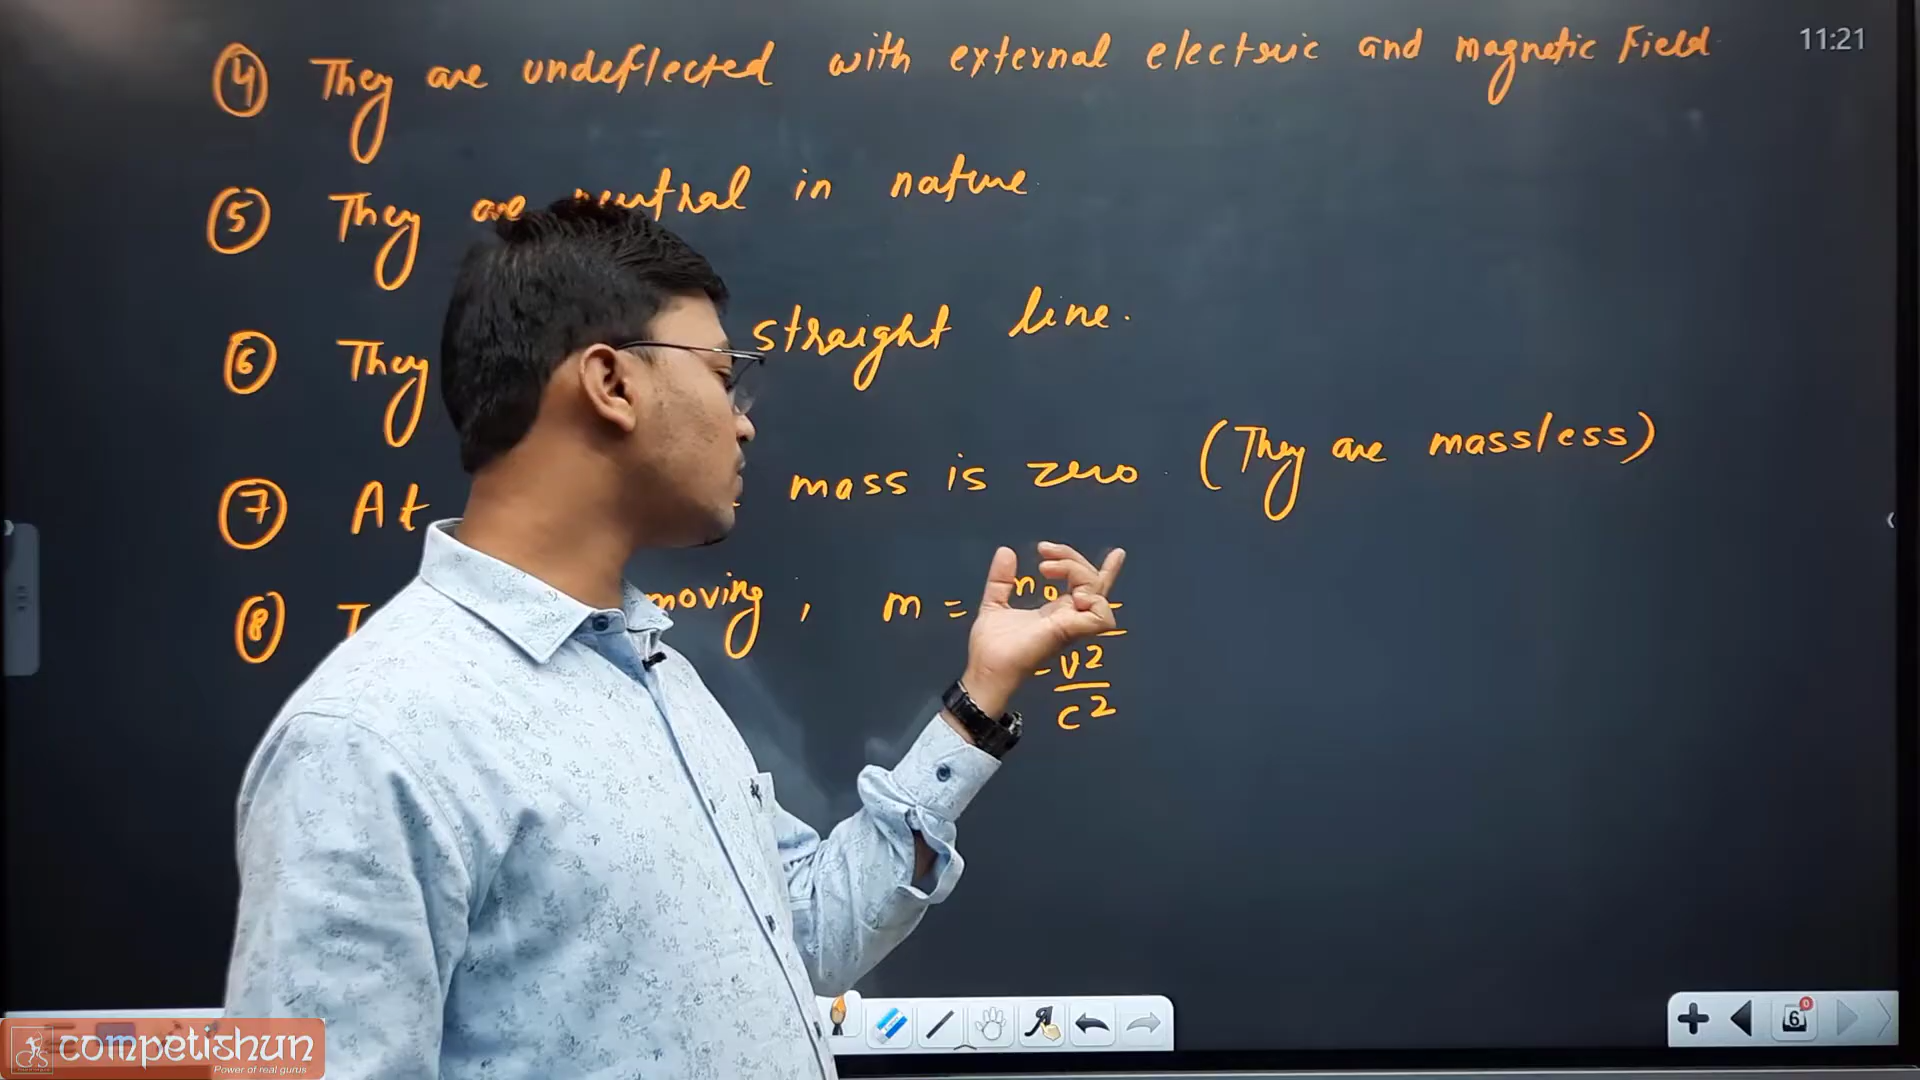 11:21
④ They are undeflected with external electric and magnetic Field
⑤ They are neutral in nature
⑥ They straight line.
⑦ At mass is zero. (They are massless)
⑧ moving, m =
m₀
-v²
c²
6
0
competishun
Power of real gurus